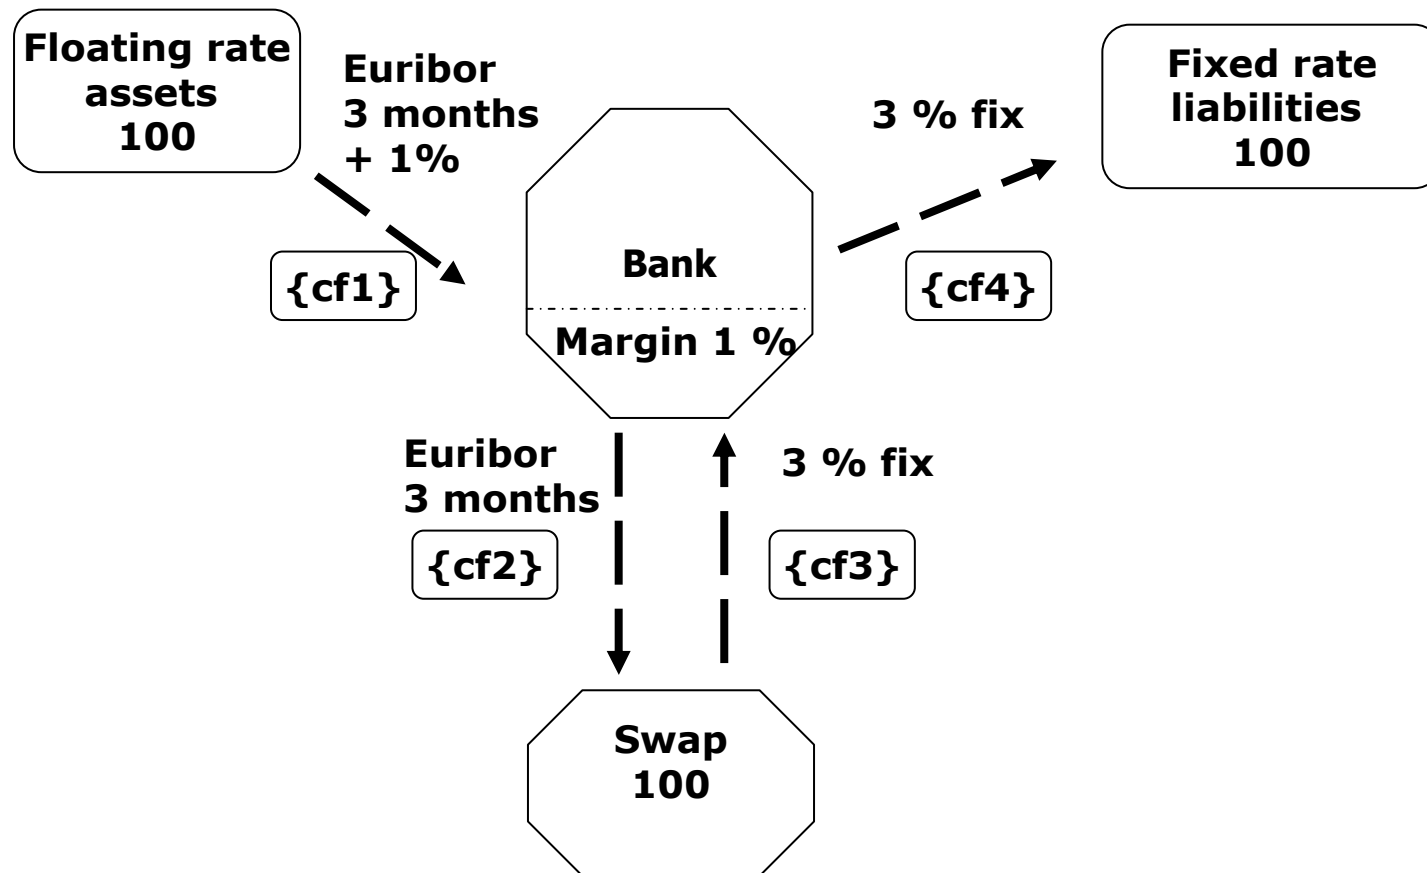 Floating rate
assets
100
Euribor
3 months
+ 1%
3 % fix
Fixed rate
liabilities
100
{cf1}
Bank
{cf4}
Margin 1 %
Euribor
3 months
3 % fix
{cf2}
{cf3}
Swap
100